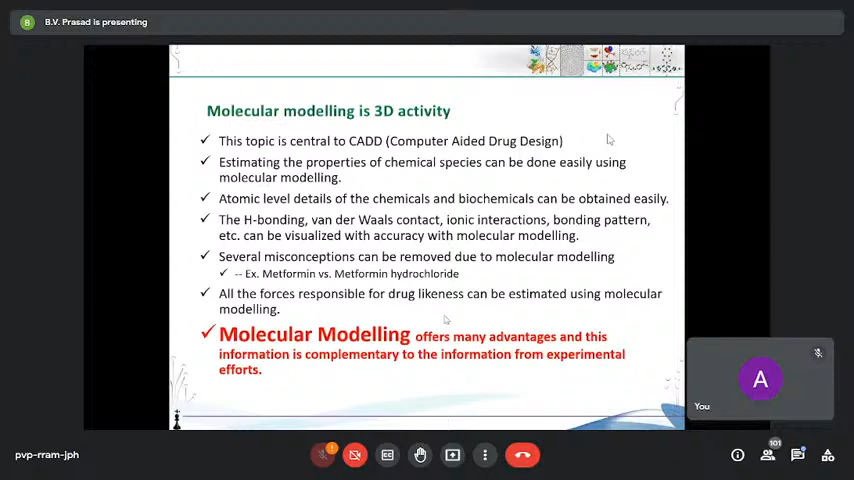 B
B.V. Prasad is presenting
Molecular modelling is 3D activity
This topic is central to CADD (Computer Aided Drug Design)
Estimating the properties of chemical species can be done easily using
molecular modelling.
Atomic level details of the chemicals and biochemicals can be obtained easily.
The H-bonding, van der Waals contact, ionic interactions, bonding pattern,
etc. can be visualized with accuracy with molecular modelling.
Several misconceptions can be removed due to molecular modelling
-- Ex. Metformin vs. Metformin hydrochloride
All the forces responsible for drug likeness can be estimated using molecular
modelling.
Molecular Modelling offers many advantages and this
information is complementary to the information from experimental
efforts.
A
You
pvp-rram-jph
101